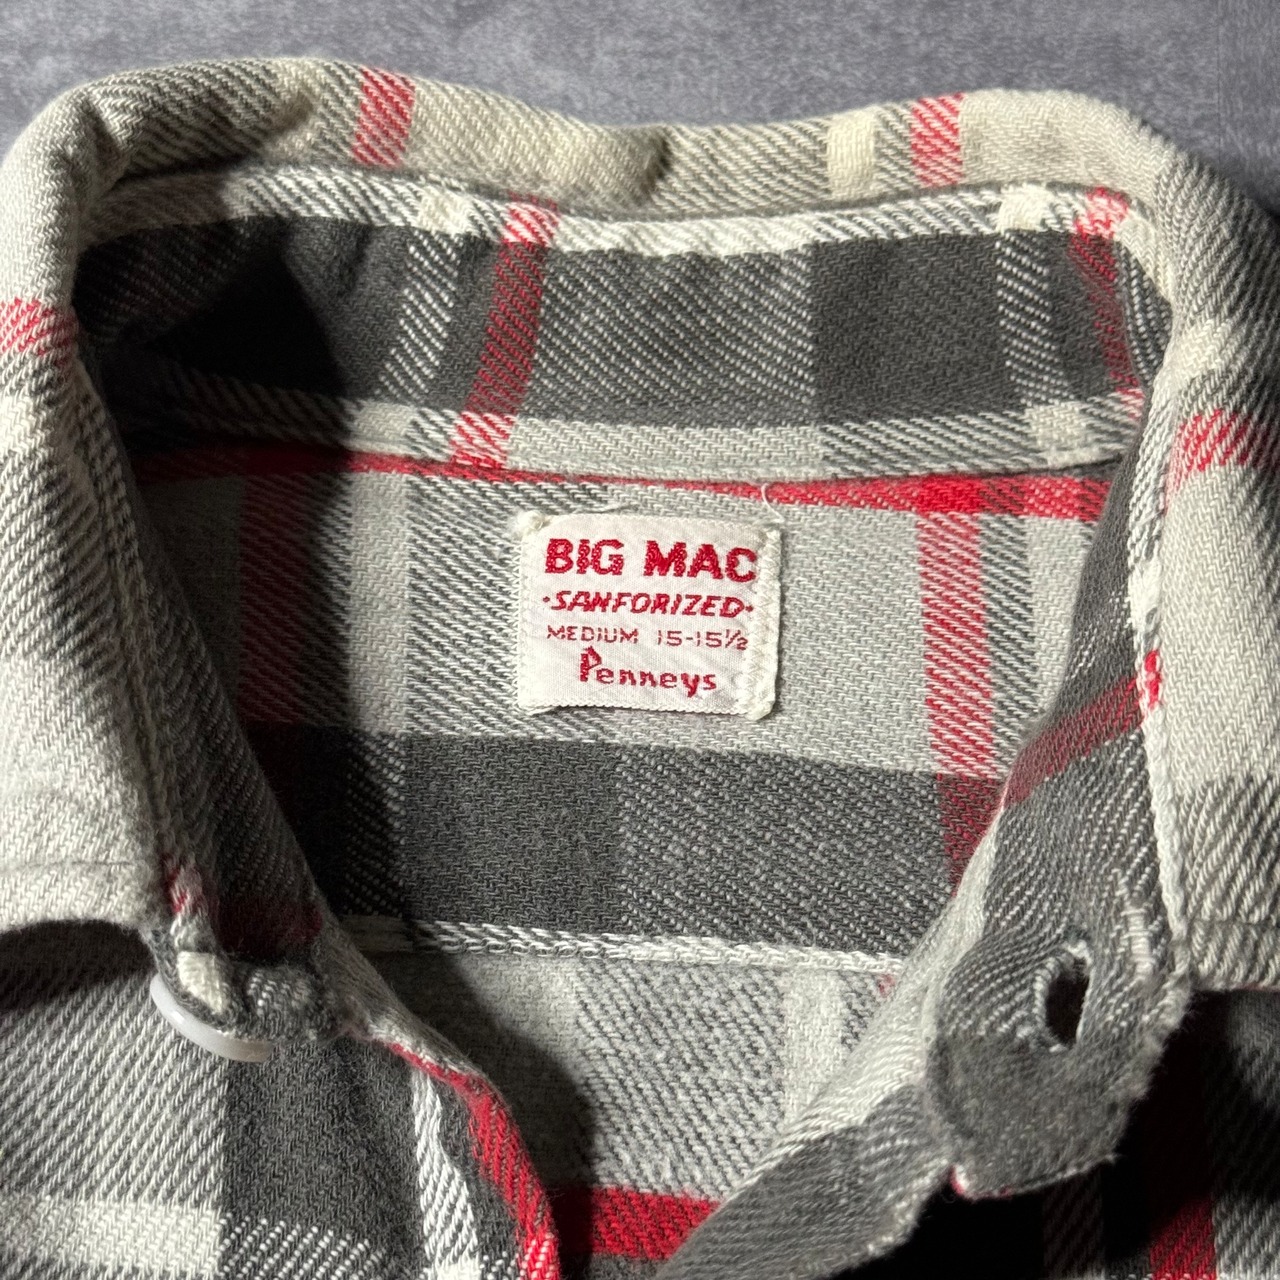 BIG MAC
·SANFORIZED·
MEDIUM 15-15½
Penneys